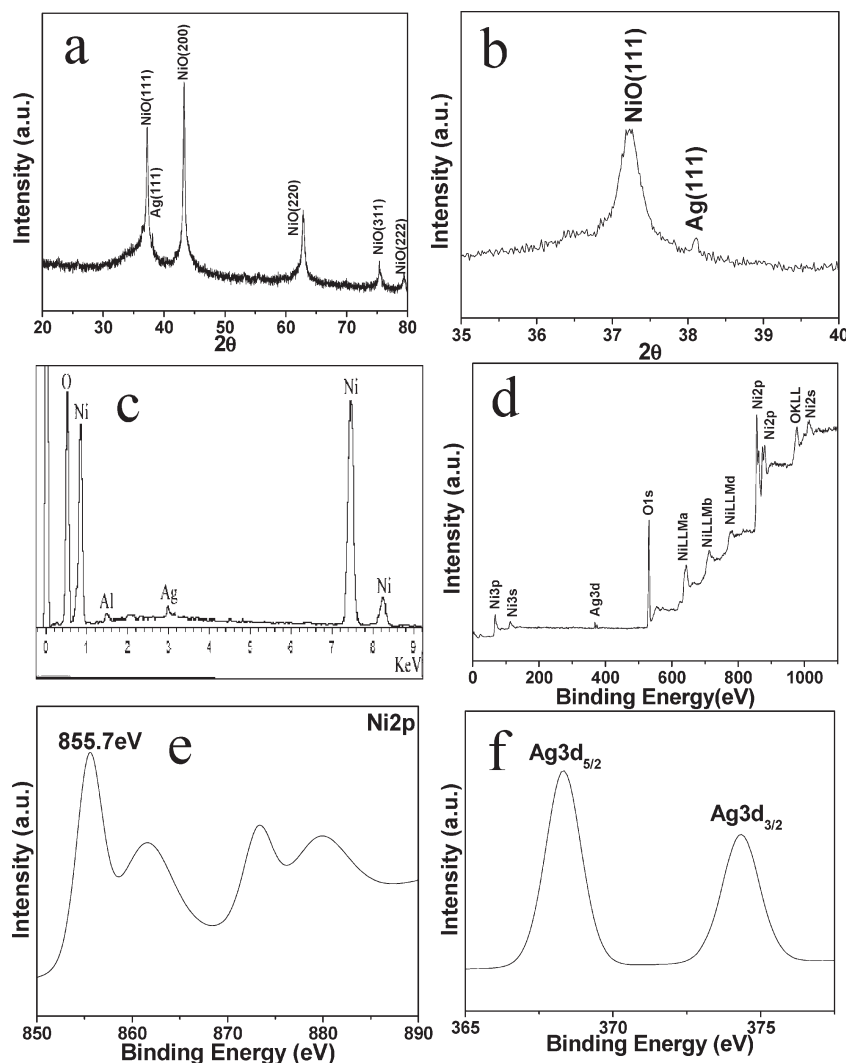 a
NiO(111)
Ag(111)
NiO(200)
NiO(220)
NiO(311)
NiO(222)
Intensity (a.u.)
20 30 40 50 60 70 80
2θ
b
NiO(111)
Ag(111)
Intensity (a.u.)
35 36 37 38 39 40
2θ
c
O
Ni
Al
Ag
Ni
Ni
0 1 2 3 4 5 6 7 8 9
KeV
d
Ni3p
Ni3s
Ag3d
O1s
NiLLMa
NiLLMb
NiLLMd
Ni2p
Ni2p
OKLL
Ni2s
Intensity (a.u.)
0 200 400 600 800 1000
Binding Energy(eV)
e
855.7eV
Ni2p
Intensity (a.u.)
850 860 870 880 890
Binding Energy (eV)
f
Ag3d5/2
Ag3d3/2
Intensity (a.u.)
365 370 375
Binding Energy (eV)